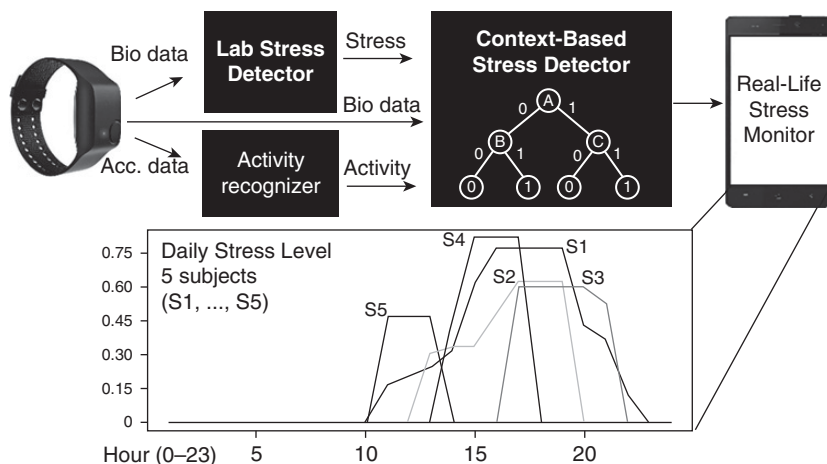 Bio data
Lab Stress
Detector
Stress
Context-Based
Stress Detector
Bio data
Acc. data
Activity
recognizer
Activity
A
0 1
B C
0 1 0 1
0 1 0 1
Real-Life
Stress
Monitor
Daily Stress Level
5 subjects
(S1, ..., S5)
0.75
0.60
0.45
0.30
0.15
0
S4
S1
S2
S3
S5
Hour (0–23) 5 10 15 20